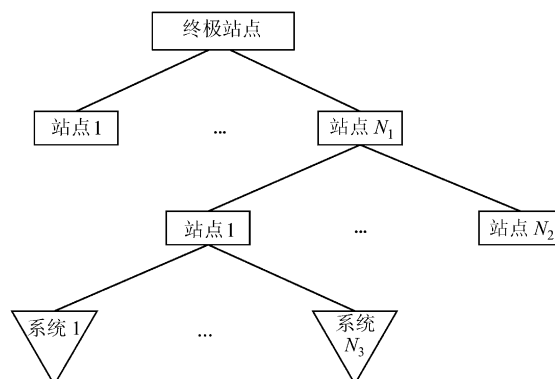 终极站点
站点 1
...
站点 N₁
站点 1
...
站点 N₂
系统 1
...
系统
N₃